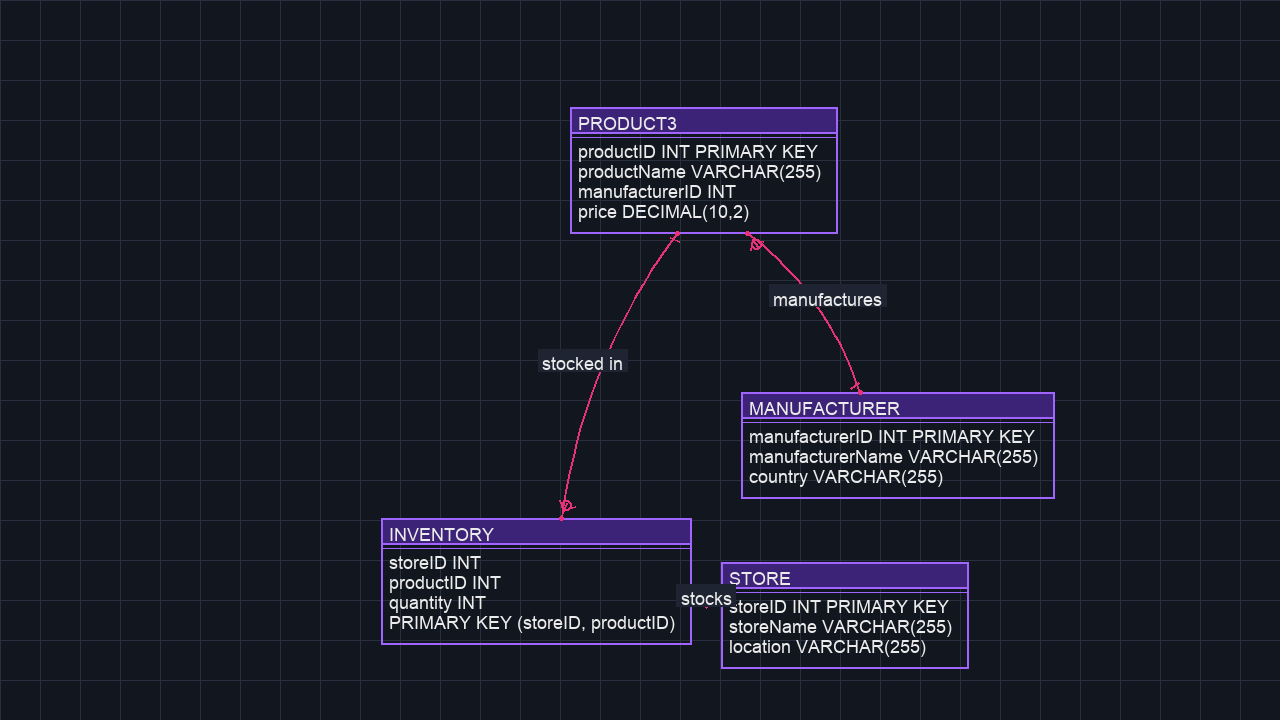 PRODUCT3
productID INT PRIMARY KEY
productName VARCHAR(255)
manufacturerID INT
price DECIMAL(10,2)
manufactures
stocked in
MANUFACTURER
manufacturerID INT PRIMARY KEY
manufacturerName VARCHAR(255)
country VARCHAR(255)
INVENTORY
storeID INT
productID INT
quantity INT
PRIMARY KEY (storeID, productID)
stocks
STORE
storeID INT PRIMARY KEY
storeName VARCHAR(255)
location VARCHAR(255)